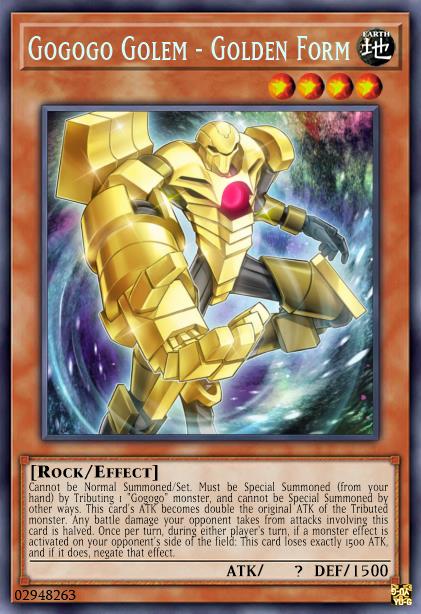 GOGOGO GOLEM - GOLDEN FORM
EARTH
地
[ROCK/EFFECT]
Cannot be Normal Summoned/Set. Must be Special Summoned (from your
hand) by Tributing 1 "Gogogo" monster, and cannot be Special Summoned by
other ways. This card's ATK becomes double the original ATK of the Tributed
monster. Any battle damage your opponent takes from attacks involving this
card is halved. Once per turn, during either player's turn, if a monster effect is
activated on your opponent's side of the field: This card loses exactly 1500 ATK,
and if it does, negate that effect.
ATK/ ? DEF/1500
02948263